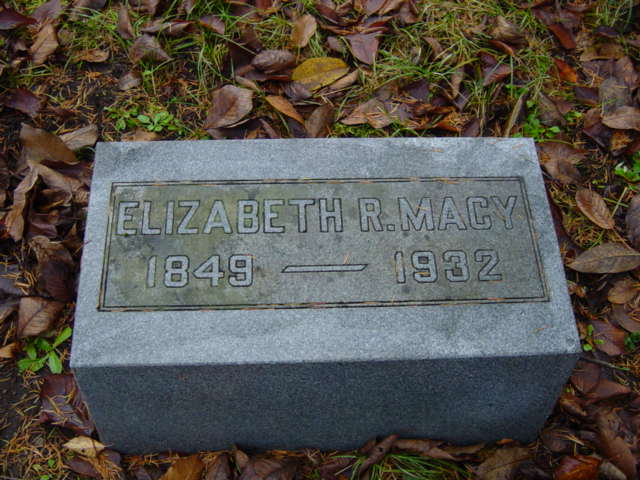 ELIZABETH R. MACY
1849 — 1932